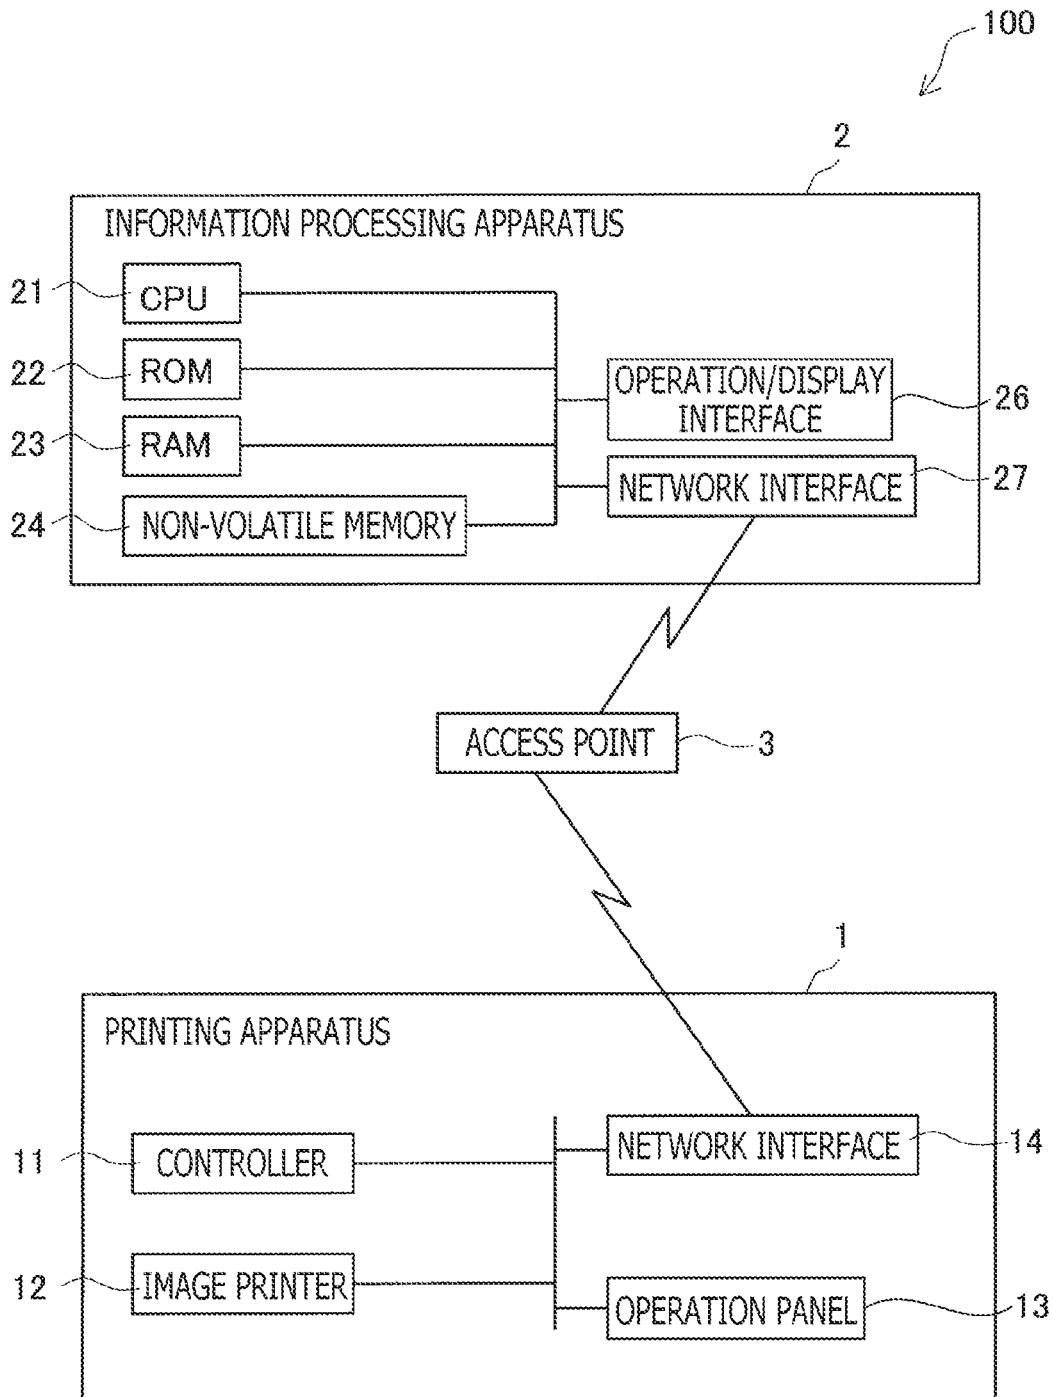 100
2
INFORMATION PROCESSING APPARATUS
21
CPU
22
ROM
23
RAM
24
NON-VOLATILE MEMORY
OPERATION/DISPLAY
INTERFACE
26
NETWORK INTERFACE
27
ACCESS POINT
3
1
PRINTING APPARATUS
11
CONTROLLER
NETWORK INTERFACE
14
12
IMAGE PRINTER
OPERATION PANEL
13